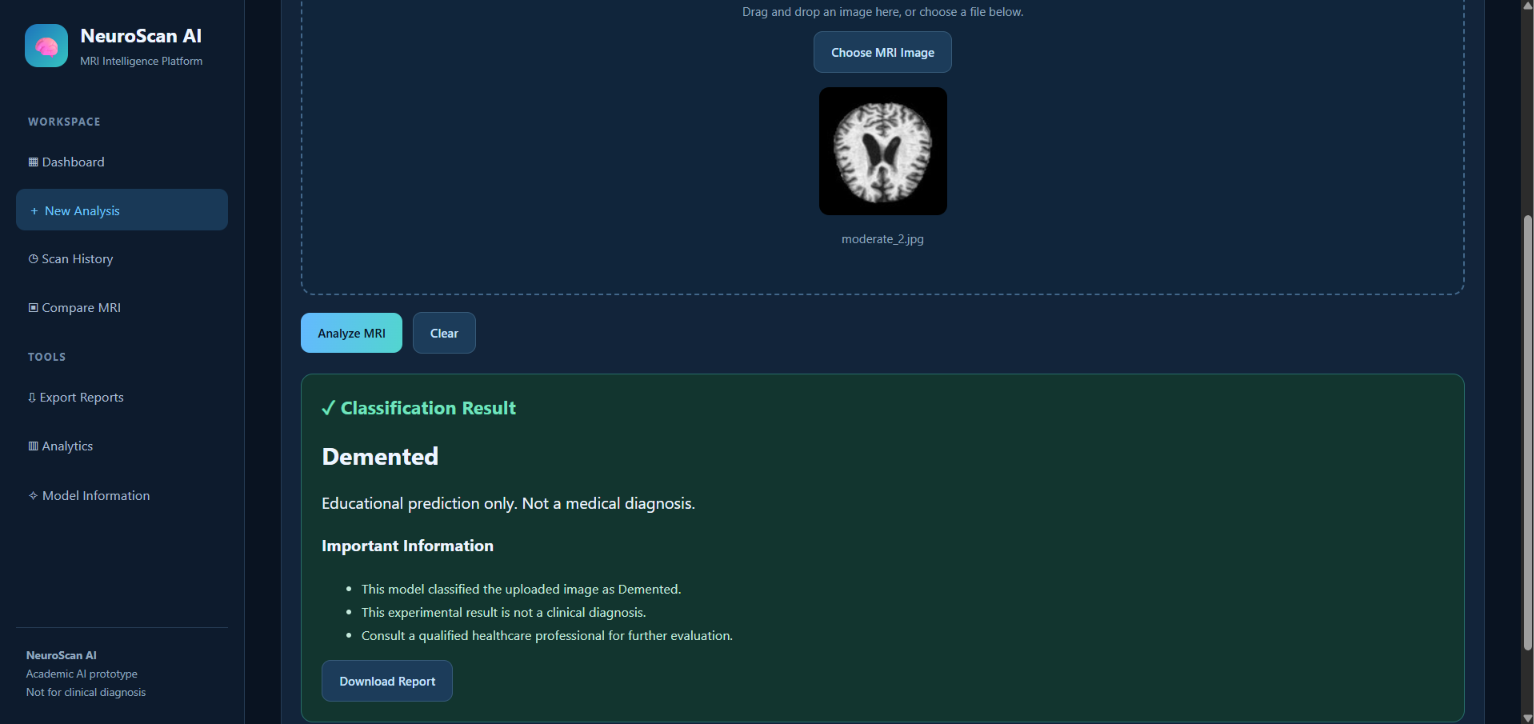 NeuroScan AI
MRI Intelligence Platform
WORKSPACE
Dashboard
+ New Analysis
Scan History
Compare MRI
TOOLS
Export Reports
Analytics
Model Information
NeuroScan AI
Academic AI prototype
Not for clinical diagnosis
Drag and drop an image here, or choose a file below.
Choose MRI Image
moderate_2.jpg
Analyze MRI
Clear
✓ Classification Result
Demented
Educational prediction only. Not a medical diagnosis.
Important Information
• This model classified the uploaded image as Demented.
• This experimental result is not a clinical diagnosis.
• Consult a qualified healthcare professional for further evaluation.
Download Report